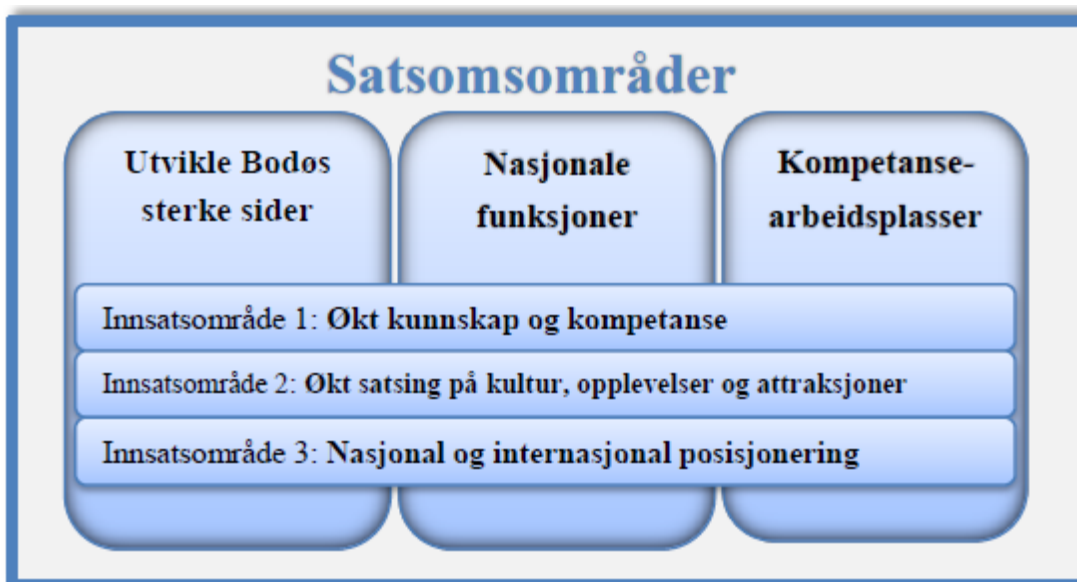 Satsomsområder
Utvikle Bodøs
sterke sider
Nasjonale
funksjoner
Kompetanse-
arbeidsplasser
Innsatsområde 1: Økt kunnskap og kompetanse
Innsatsområde 2: Økt satsing på kultur, opplevelser og attraksjoner
Innsatsområde 3: Nasjonal og internasjonal posisjonering